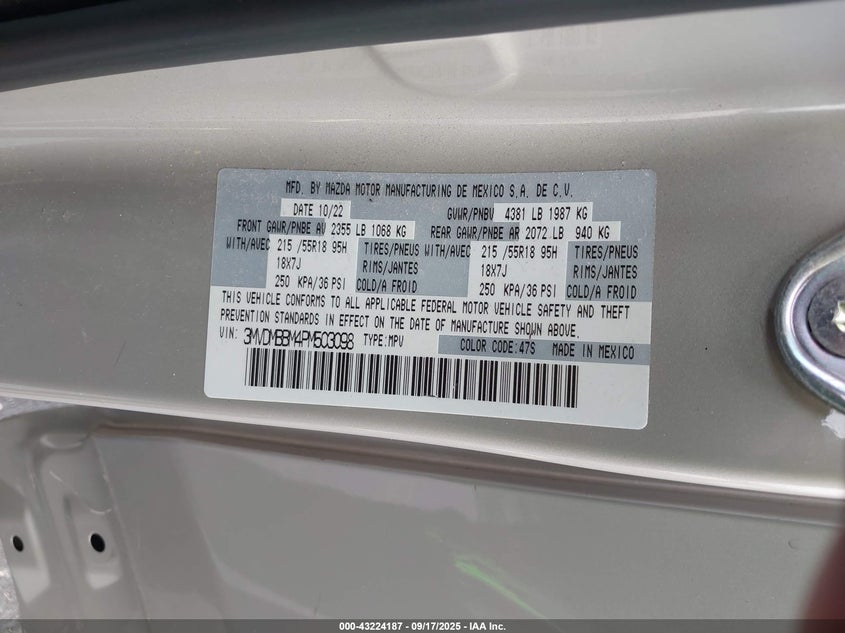 MFD. BY MAZDA MOTOR MANUFACTURING DE MEXICO S.A. DE C.V.
DATE 10/22 GVWR/PNBV 4381 LB 1987 KG
FRONT GAWR/PNBE AV 2355 LB 1068 KG REAR GAWR/PNBE AR 2072 LB 940 KG
WITH/AVEC 215 /55R18 95H TIRES/PNEUS WITH/AVEC 215 /55R18 95H TIRES/PNEUS
18X7J RIMS/JANTES 18X7J RIMS/JANTES
250 KPA/36 PSI COLD/A FROID 250 KPA/36 PSI COLD/A FROID
THIS VEHICLE CONFORMS TO ALL APPLICABLE FEDERAL MOTOR VEHICLE SAFETY AND THEFT
PREVENTION STANDARDS IN EFFECT ON THE DATE OF MANUFACTURE SHOWN ABOVE.
VIN: 3MVDMBBM4PM503098 TYPE:MPV COLOR CODE:47S MADE IN MEXICO
000-43224187 - 09/17/2025 - IAA Inc.